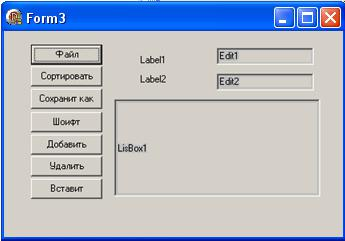 Form3
Файл
Сортировать
Сохранит как
Шоифт
Добавить
Удалить
Вставит
Label1
Edit1
Label2
Edit2
LisBox1